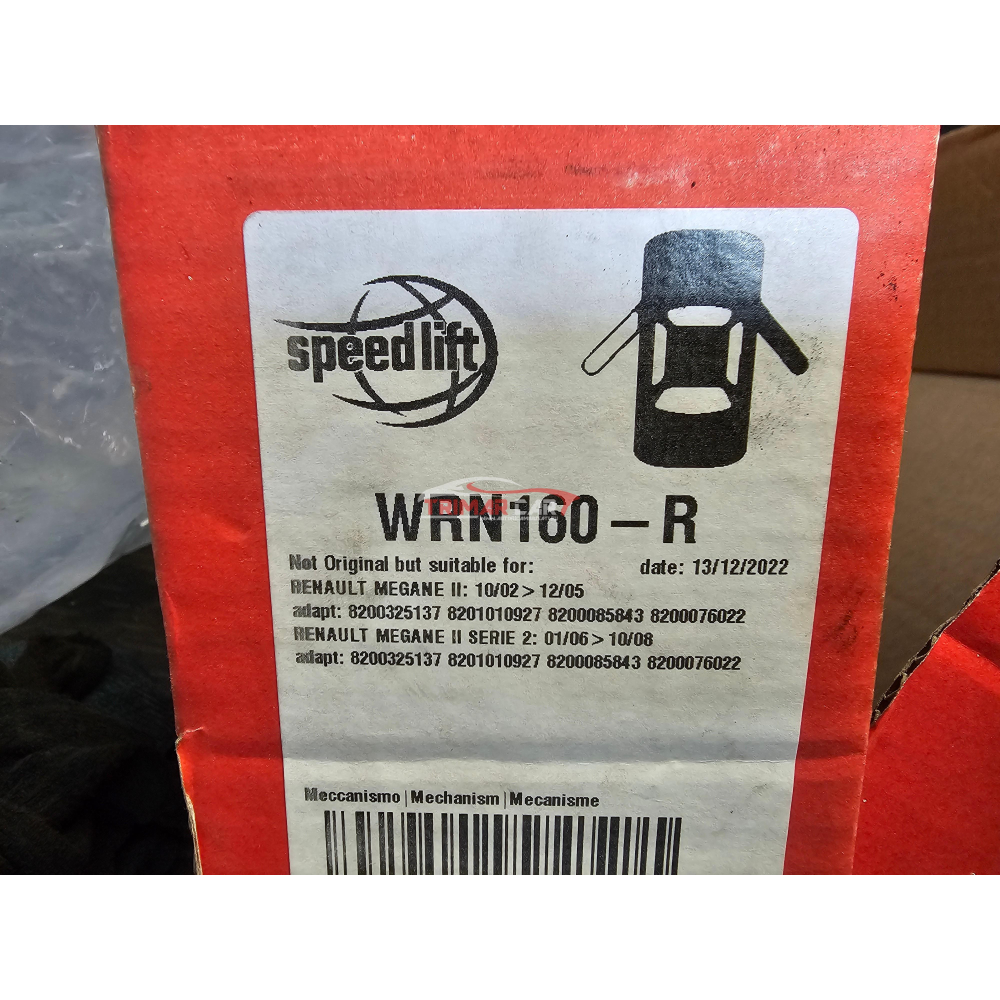 speedlift
WRN160 – R
TRIMARCAR
Not Original but suitable for: date: 13/12/2022
RENAULT MEGANE II: 10/02 > 12/05
adapt: 8200325137 8201010927 8200085843 8200076022
RENAULT MEGANE II SERIE 2: 01/06 > 10/08
adapt: 8200325137 8201010927 8200085843 8200076022
Meccanismo | Mechanism | Mecanisme